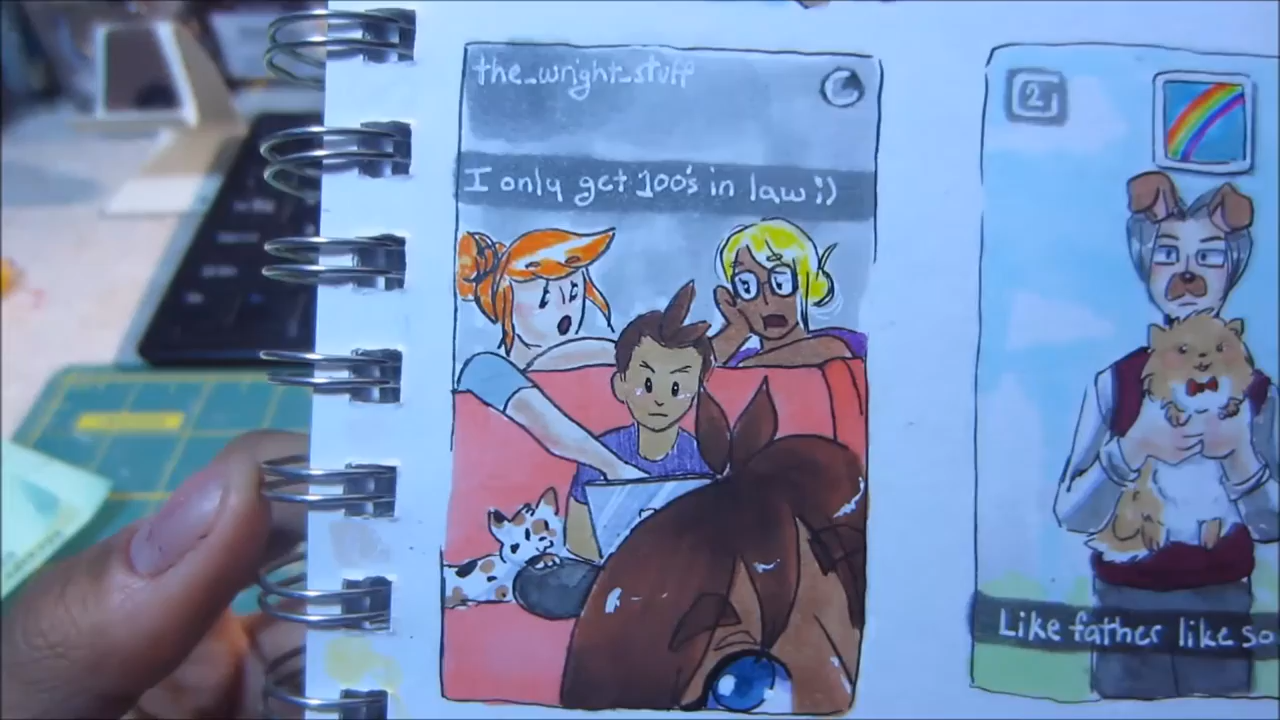 the_wright_stuff
I only get 100's in law ;)
2
Like father like so